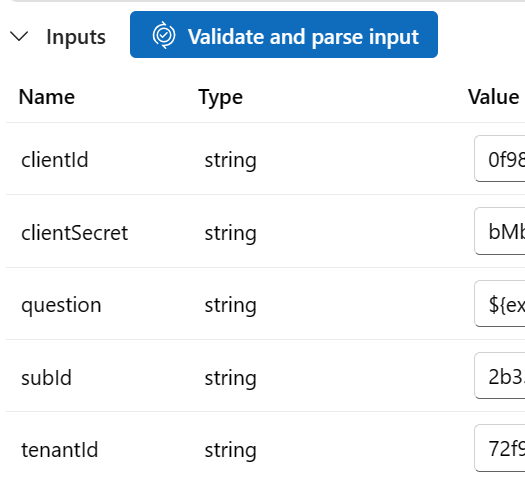 Inputs Validate and parse input
Name Type Value
clientId string 0f98
clientSecret string bMb
question string ${ex
subId string 2b3.
tenantId string 72f9